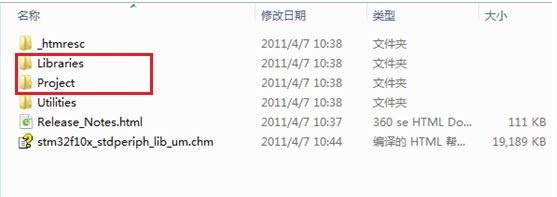 名称 修改日期 类型 大小
_htmresc 2011/4/7 10:38 文件夹
Libraries 2011/4/7 10:38 文件夹
Project 2011/4/7 10:38 文件夹
Utilities 2011/4/7 10:38 文件夹
Release_Notes.html 2011/4/7 10:37 360 se HTML Do... 111 KB
stm32f10x_stdperiph_lib_um.chm 2011/4/7 10:44 编译的 HTML 帮... 19,189 KB